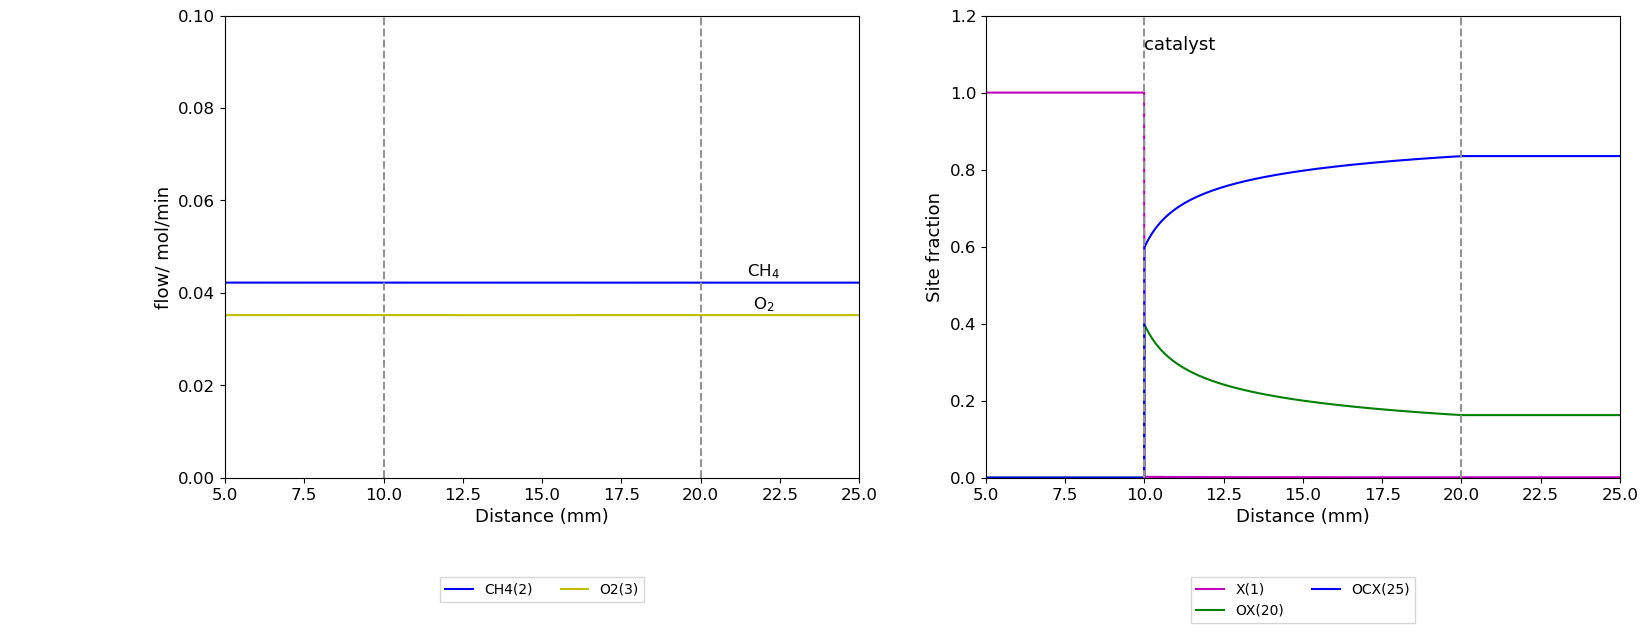 0.10
0.08
0.06
0.04
0.02
0.00
flow/ mol/min
CH₄
O₂
5.0 7.5 10.0 12.5 15.0 17.5 20.0 22.5 25.0
Distance (mm)
CH4(2) O2(3)
1.2
1.0
0.8
0.6
0.4
0.2
0.0
Site fraction
catalyst
5.0 7.5 10.0 12.5 15.0 17.5 20.0 22.5 25.0
Distance (mm)
X(1) OCX(25)
OX(20)